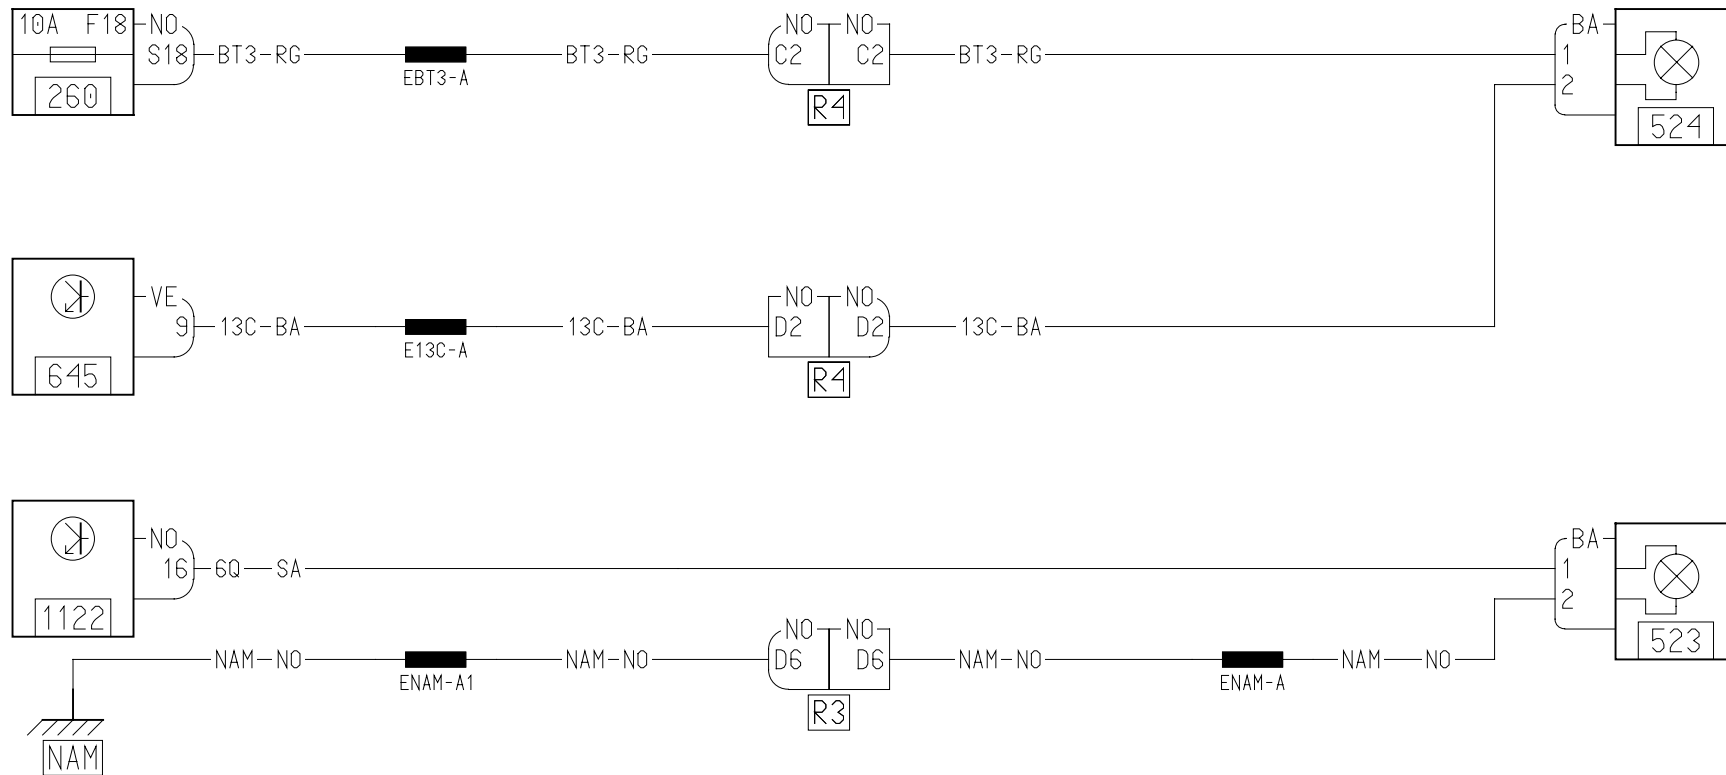 10A F18 NO NO NO BA
S18 BT3-RG BT3-RG C2 C2 BT3-RG 1
EBT3-A
260 R4 2
524
VE NO NO
9 13C-BA 13C-BA D2 D2 13C-BA
E13C-A
645 R4
NO BA
16 6Q SA 1
1122 2
NO NO 523
NAM-NO NAM-NO D6 D6 NAM-NO NAM NO
ENAM-A1 ENAM-A
R3
NAM